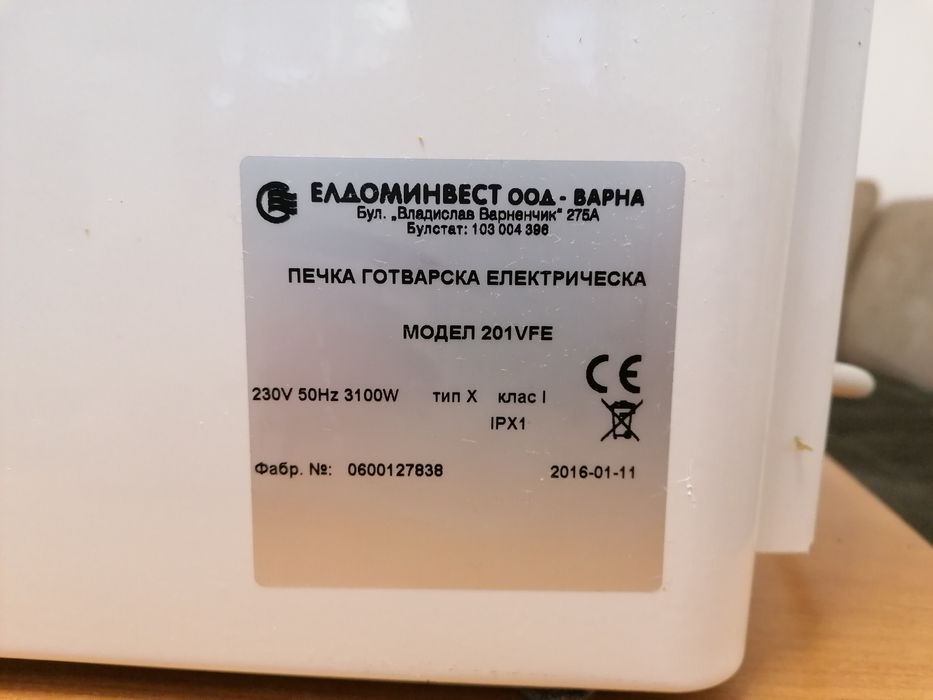 ЕЛДОМИНВЕСТ ООД - ВАРНА
Бул. „Владислав Варненчик" 275А
Булстат: 103 004 396
ПЕЧКА ГОТВАРСКА ЕЛЕКТРИЧЕСКА
МОДЕЛ 201VFE
CE
230V 50Hz 3100W тип X клас I
IPX1
Фабр. №: 0600127838 2016-01-11